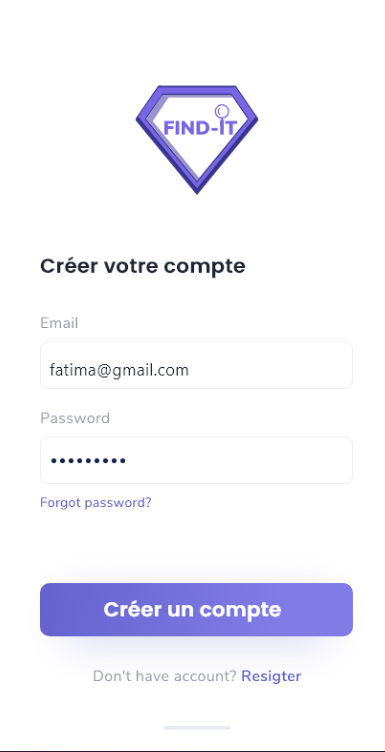 FIND-IT
Créer votre compte
Email
fatima@gmail.com
Password
•••••••••
Forgot password?
Créer un compte
Don't have account? Resigter